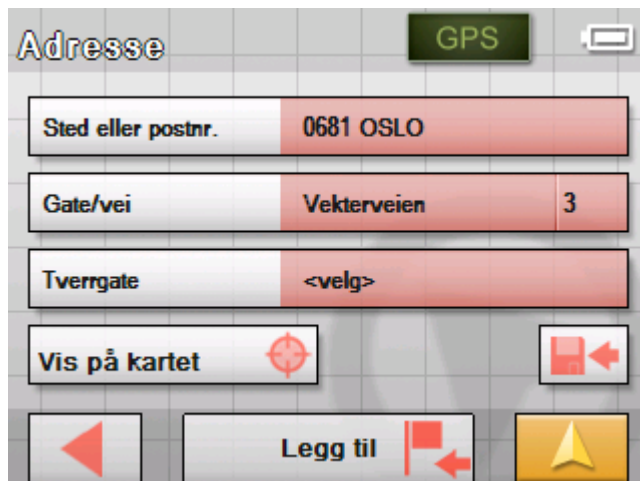 Adresse GPS
Sted eller postnr. 0681 OSLO
Gate/vei Vekterveien 3
Tverrgate <velg>
Vis på kartet
Legg til